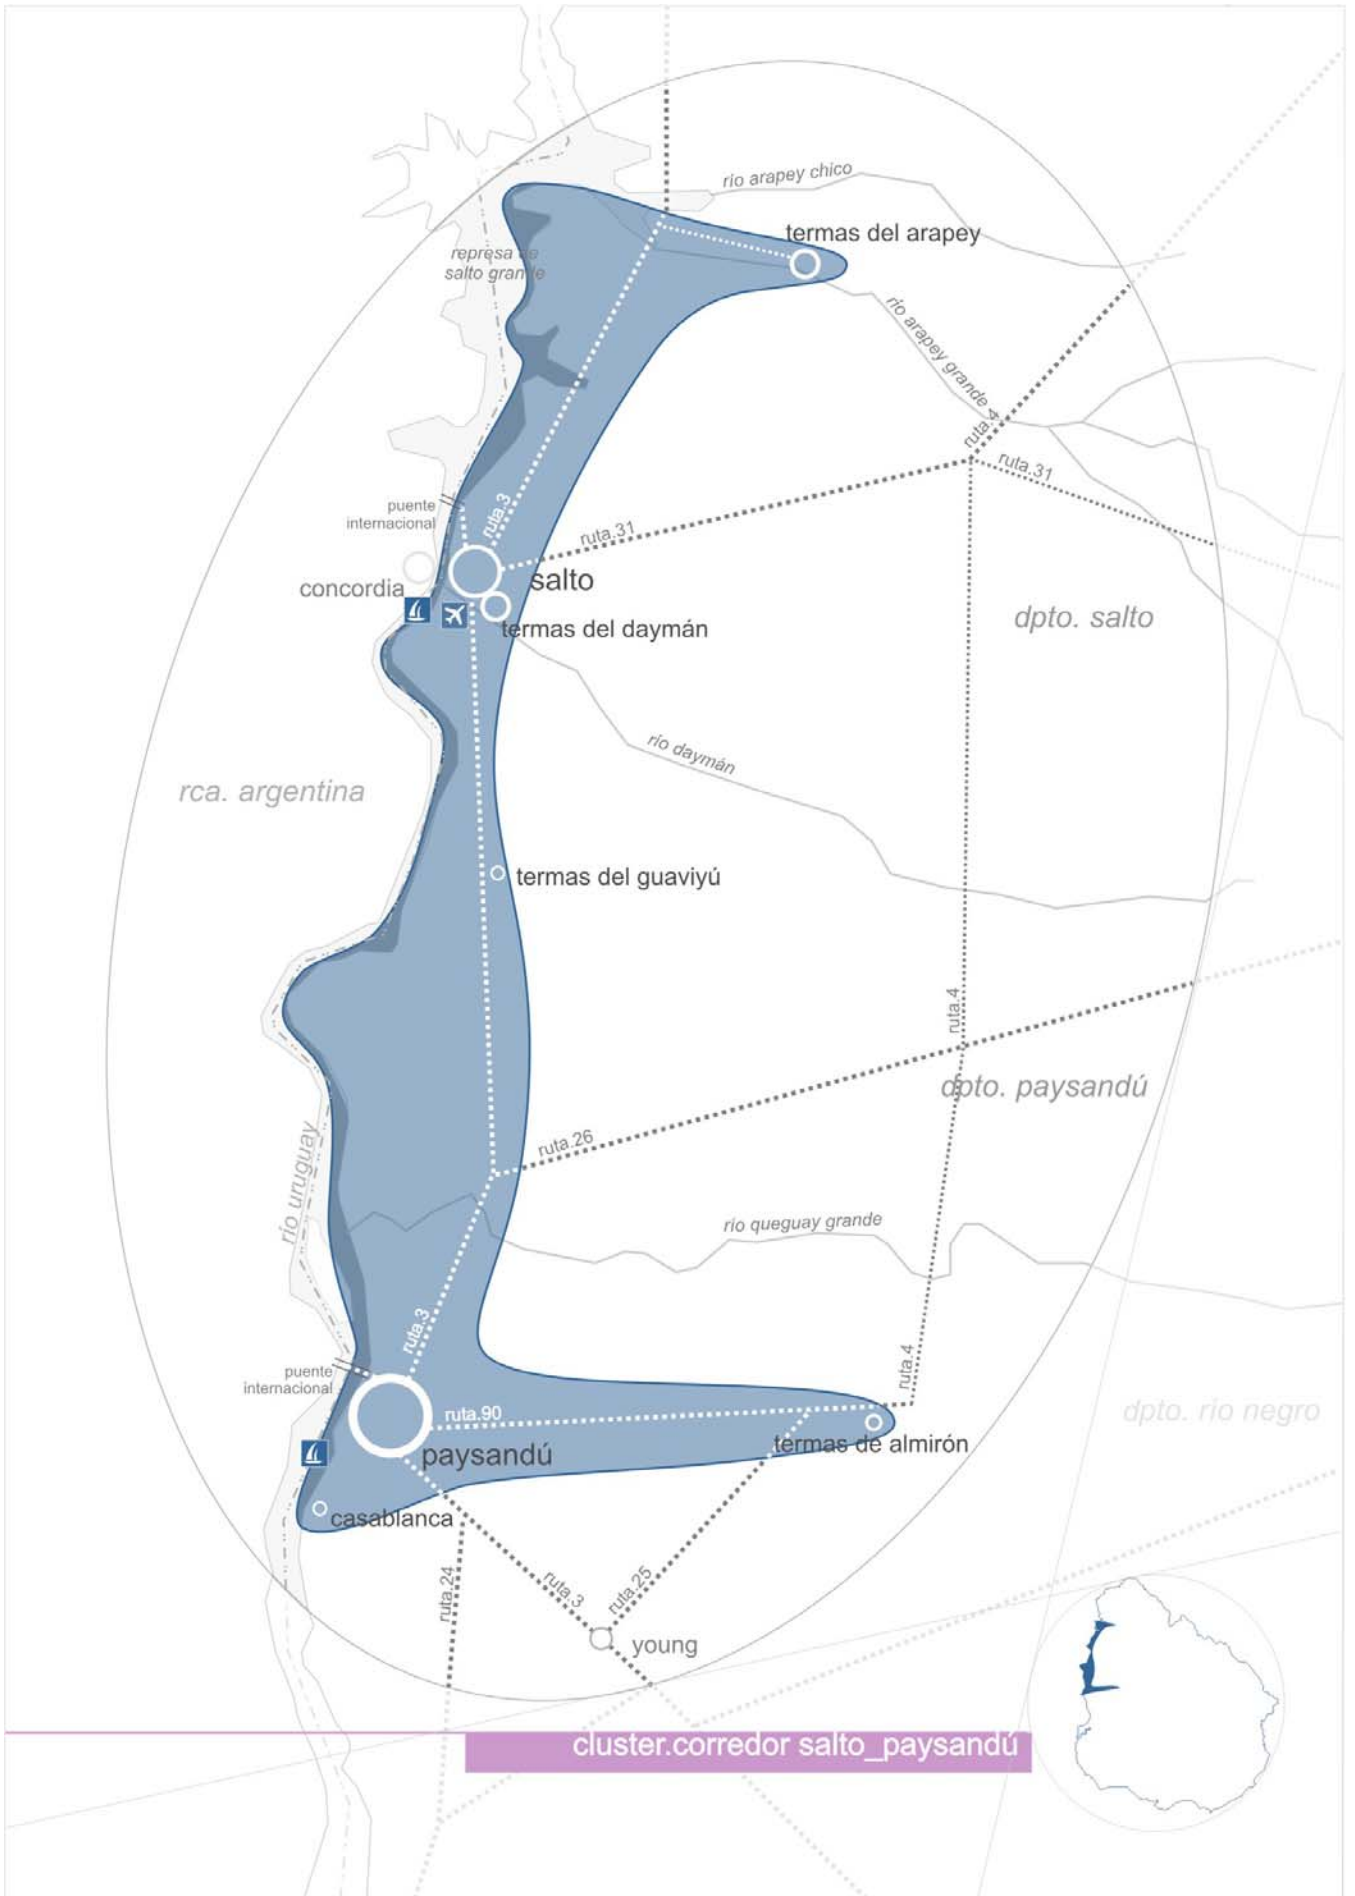 río arapey chico
termas del arapey
represa de
salto grande
río arapey grande
ruta.4
ruta.31
puente
internacional
ruta.3
ruta.31
concordia
salto
termas del daymán
dpto. salto
río daymán
rca. argentina
termas del guaviyú
ruta.4
dpto. paysandú
ruta.26
río uruguay
río queguay grande
ruta.3
ruta.4
puente
internacional
ruta.90
dpto. rio negro
paysandú
termas de almirón
casablanca
ruta.24
ruta.3
ruta.25
young
cluster.corredor salto_paysandú